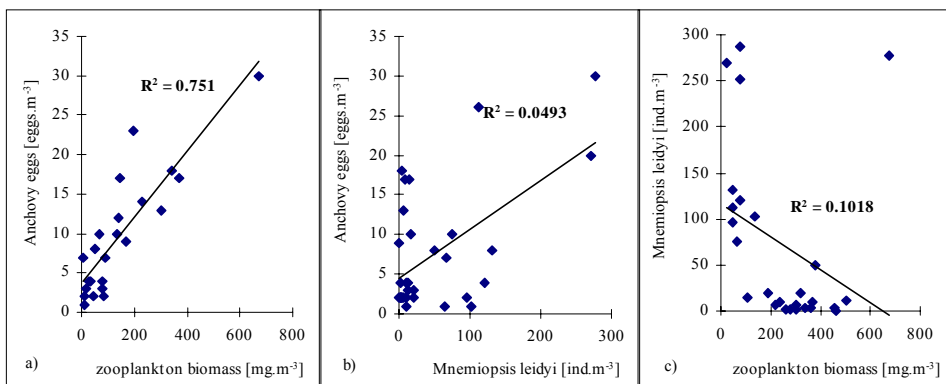 35
30
25
20
15
10
5
0
Anchovy eggs [eggs.m⁻³]
R² = 0.751
0 200 400 600 800
zooplankton biomass [mg.m⁻³]
a)
40
35
30
25
20
15
10
5
0
Anchovy eggs [eggs.m⁻³]
R² = 0.0493
0 100 200 300
Mnemiopsis leidyi [ind.m⁻³]
b)
300
250
200
150
100
50
0
Mnemiopsis leidyi [ind.m⁻³]
R² = 0.1018
0 200 400 600 800
zooplankton biomass [mg.m⁻³]
c)